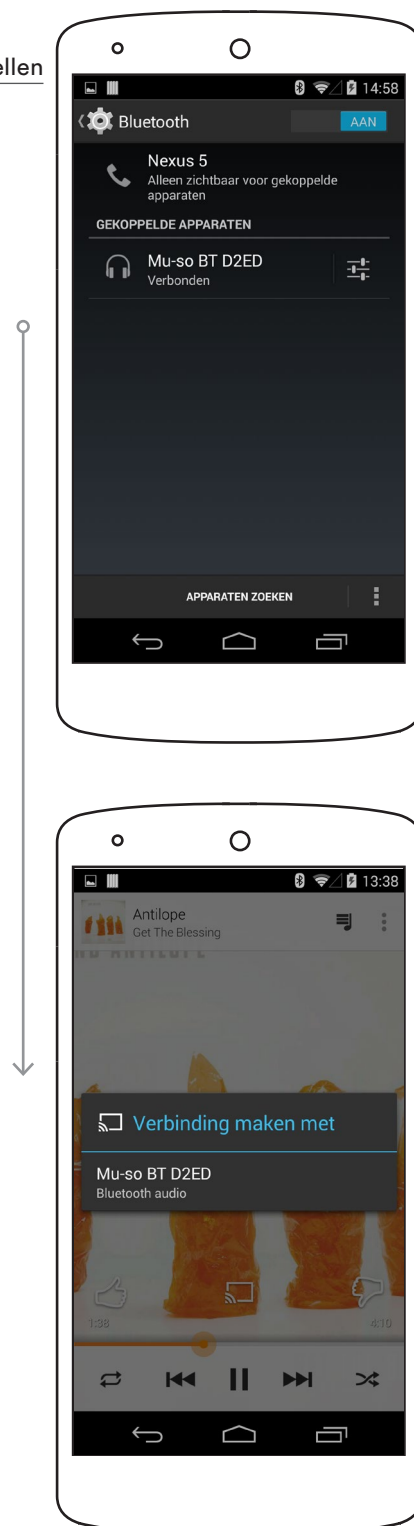 ellen
14:58
Bluetooth
AAN
Nexus 5
Alleen zichtbaar voor gekoppelde
apparaten
GEKOPPELDE APPARATEN
Mu-so BT D2ED
Verbonden
APPARATEN ZOEKEN
13:38
Antilope
Get The Blessing
ANTILOPE
Verbinding maken met
Mu-so BT D2ED
Bluetooth audio
1:38
4:10